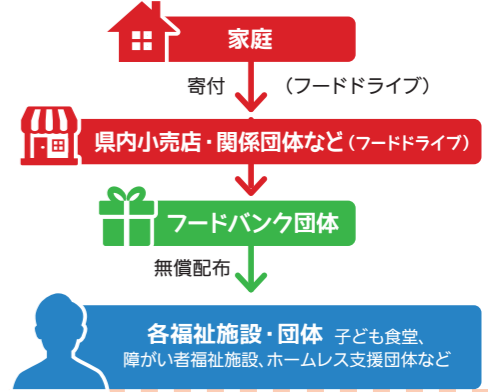 家庭
寄付 (フードドライブ)
県内小売店・関係団体など(フードドライブ)
フードバンク団体
無償配布
各福祉施設・団体 子ども食堂、
障がい者福祉施設、ホームレス支援団体など